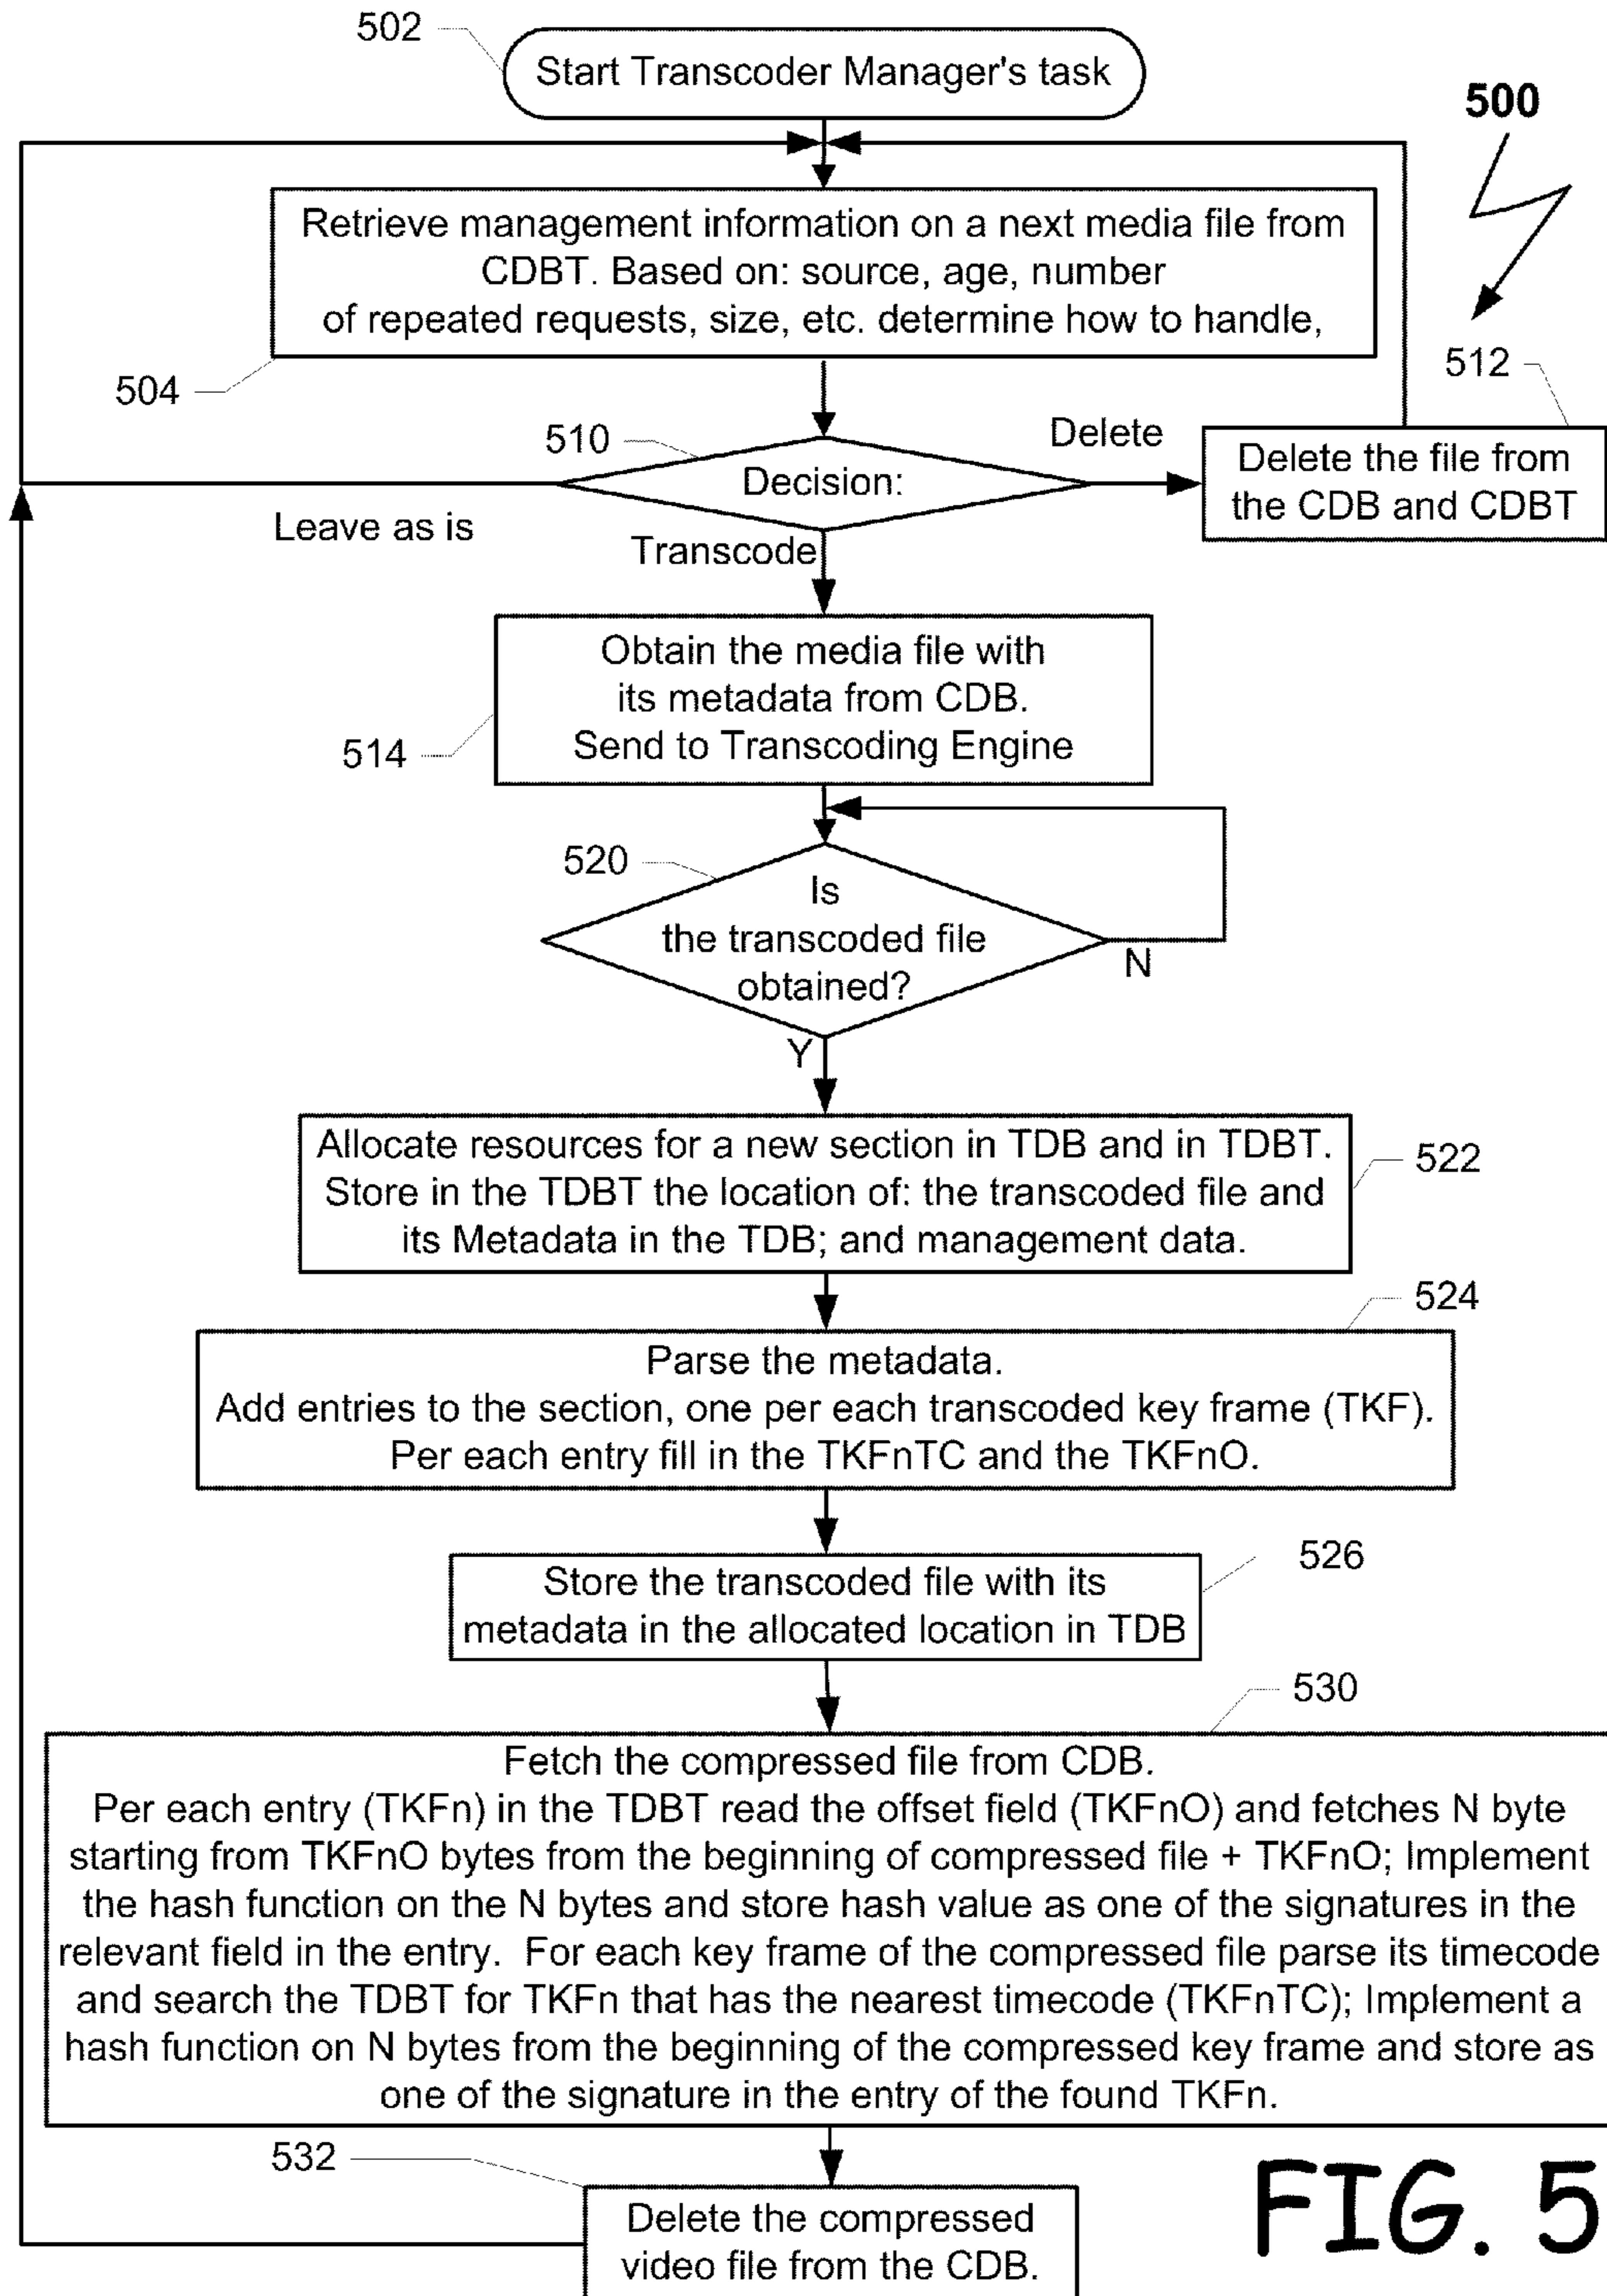 502
Start Transcoder Manager's task
500
Retrieve management information on a next media file from
CDBT. Based on: source, age, number
of repeated requests, size, etc. determine how to handle,
504
512
510
Decision:
Delete
Delete the file from
the CDB and CDBT
Leave as is
Transcode
Obtain the media file with
its metadata from CDB.
Send to Transcoding Engine
514
520
Is
the transcoded file
obtained?
N
Y
Allocate resources for a new section in TDB and in TDBT.
Store in the TDBT the location of: the transcoded file and
its Metadata in the TDB; and management data.
522
524
Parse the metadata.
Add entries to the section, one per each transcoded key frame (TKF).
Per each entry fill in the TKFnTC and the TKFnO.
526
Store the transcoded file with its
metadata in the allocated location in TDB
530
Fetch the compressed file from CDB.
Per each entry (TKFn) in the TDBT read the offset field (TKFnO) and fetches N byte
starting from TKFnO bytes from the beginning of compressed file + TKFnO; Implement
the hash function on the N bytes and store hash value as one of the signatures in the
relevant field in the entry.  For each key frame of the compressed file parse its timecode
and search the TDBT for TKFn that has the nearest timecode (TKFnTC); Implement a
hash function on N bytes from the beginning of the compressed key frame and store as
one of the signature in the entry of the found TKFn.
532
Delete the compressed
video file from the CDB.
FIG. 5